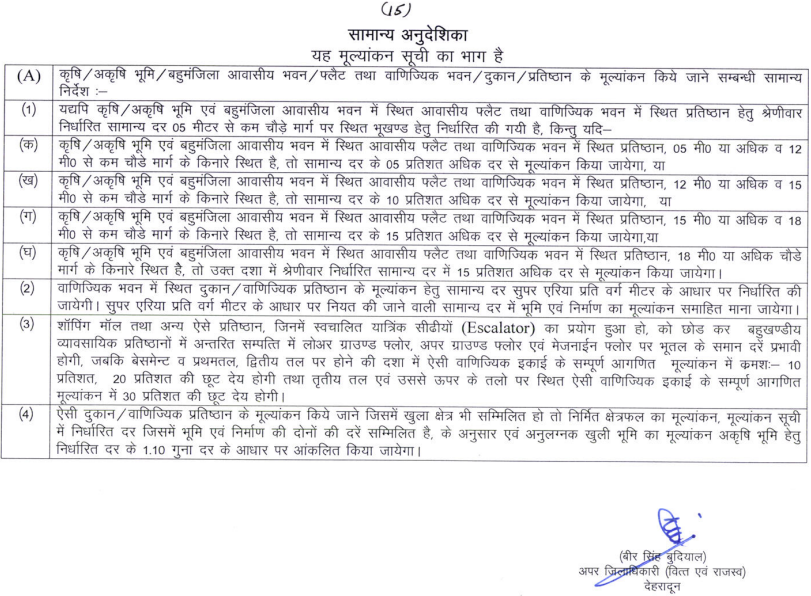 (15)
सामान्य अनुदेशिका
यह मूल्यांकन सूची का भाग है
(A) कृषि/अकृषि भूमि/बहुमंजिला आवासीय भवन/फ्लैट तथा वाणिज्यिक भवन/दुकान/प्रतिष्ठान के मूल्यांकन किये जाने सम्बन्धी सामान्य
निर्देश :–
(1) यद्यपि कृषि/अकृषि भूमि एवं बहुमंजिला आवासीय भवन में स्थित आवासीय फ्लैट तथा वाणिज्यिक भवन में स्थित प्रतिष्ठान हेतु श्रेणीवार
निर्धारित सामान्य दर 05 मीटर से कम चौड़े मार्ग पर स्थित भूखण्ड हेतु निर्धारित की गयी है, किन्तु यदि–
(क) कृषि/अकृषि भूमि एवं बहुमंजिला आवासीय भवन में स्थित आवासीय फ्लैट तथा वाणिज्यिक भवन में स्थित प्रतिष्ठान, 05 मी0 या अधिक व 12
मी0 से कम चौडे मार्ग के किनारे स्थित है, तो सामान्य दर के 05 प्रतिशत अधिक दर से मूल्यांकन किया जायेगा, या
(ख) कृषि/अकृषि भूमि एवं बहुमंजिला आवासीय भवन में स्थित आवासीय फ्लैट तथा वाणिज्यिक भवन में स्थित प्रतिष्ठान, 12 मी0 या अधिक व 15
मी0 से कम चौडे मार्ग के किनारे स्थित है, तो सामान्य दर के 10 प्रतिशत अधिक दर से मूल्यांकन किया जायेगा, या
(ग) कृषि/अकृषि भूमि एवं बहुमंजिला आवासीय भवन में स्थित आवासीय फ्लैट तथा वाणिज्यिक भवन में स्थित प्रतिष्ठान, 15 मी0 या अधिक व 18
मी0 से कम चौडे मार्ग के किनारे स्थित है, तो सामान्य दर के 15 प्रतिशत अधिक दर से मूल्यांकन किया जायेगा,या
(घ) कृषि/अकृषि भूमि एवं बहुमंजिला आवासीय भवन में स्थित आवासीय फ्लैट तथा वाणिज्यिक भवन में स्थित प्रतिष्ठान, 18 मी0 या अधिक चौडे
मार्ग के किनारे स्थित है, तो उक्त दशा में श्रेणीवार निर्धारित सामान्य दर में 15 प्रतिशत अधिक दर से मूल्यांकन किया जायेगा।
(2) वाणिज्यिक भवन में स्थित दुकान/वाणिज्यिक प्रतिष्ठान के मूल्यांकन हेतु सामान्य दर सुपर एरिया प्रति वर्ग मीटर के आधार पर निर्धारित की
जायेगी। सुपर एरिया प्रति वर्ग मीटर के आधार पर नियत की जाने वाली सामान्य दर में भूमि एवं निर्माण का मूल्यांकन समाहित माना जायेगा।
(3) शॉपिंग मॉल तथा अन्य ऐसे प्रतिष्ठान, जिनमें स्वचालित यात्रिंक सीढीयों (Escalator) का प्रयोग हुआ हो, को छोड कर बहुखण्डीय
व्यावसायिक प्रतिष्ठानों में अन्तरित सम्पत्ति में लोअर ग्राउण्ड फ्लोर, अपर ग्राउण्ड फ्लोर एवं मेजनाईन फ्लोर पर भूतल के समान दरें प्रभावी
होगी, जबकि बेसमेन्ट व प्रथमतल, द्वितीय तल पर होने की दशा में ऐसी वाणिज्यिक इकाई के सम्पूर्ण आगणित मूल्यांकन में क्रमशः– 10
प्रतिशत, 20 प्रतिशत की छूट देय होगी तथा तृतीय तल एवं उससे ऊपर के तलो पर स्थित ऐसी वाणिज्यिक इकाई के सम्पूर्ण आगणित
मूल्यांकन में 30 प्रतिशत की छूट देय होगी।
(4) ऐसी दुकान/वाणिज्यिक प्रतिष्ठान के मूल्यांकन किये जाने जिसमें खुला क्षेत्र भी सम्मिलित हो तो निर्मित क्षेत्रफल का मूल्यांकन, मूल्यांकन सूची
में निर्धारित दर जिसमें भूमि एवं निर्माण की दोनों की दरें सम्मिलित है, के अनुसार एवं अनुलग्नक खुली भूमि का मूल्यांकन अकृषि भूमि हेतु
निर्धारित दर के 1.10 गुना दर के आधार पर आंकलित किया जायेगा।
(बीर सिंह बुदियाल)
अपर जिलाधिकारी (वित्त एवं राजस्व)
देहरादून